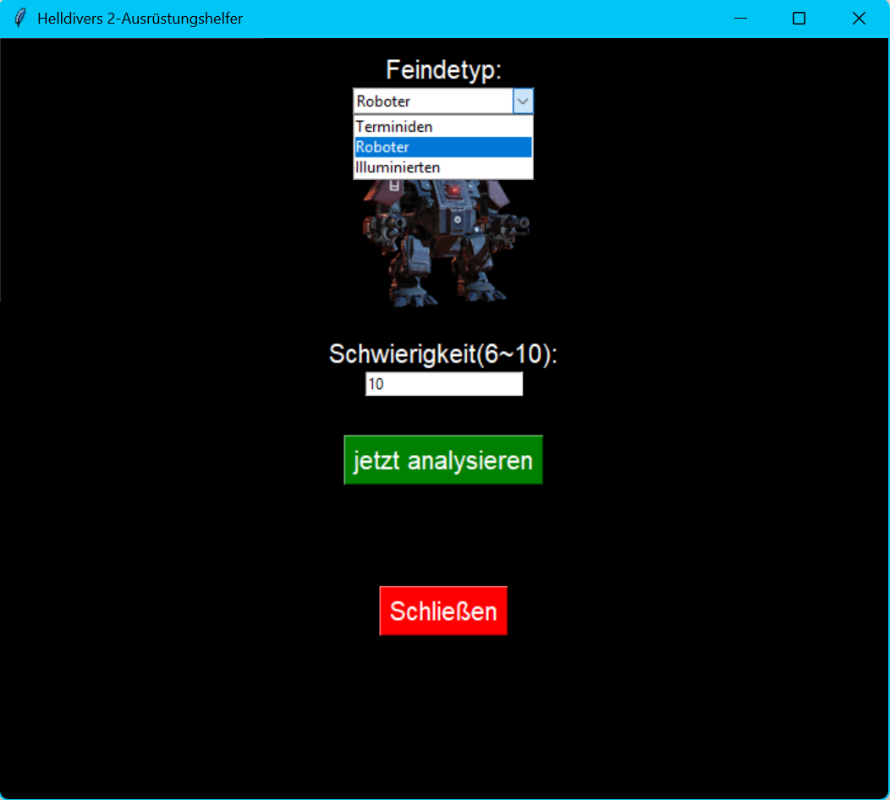 Helldivers 2-Ausrüstungshelfer
Feindetyp:
Roboter
Terminiden
Roboter
Illuminierten
Schwierigkeit(6~10):
10
jetzt analysieren
Schließen